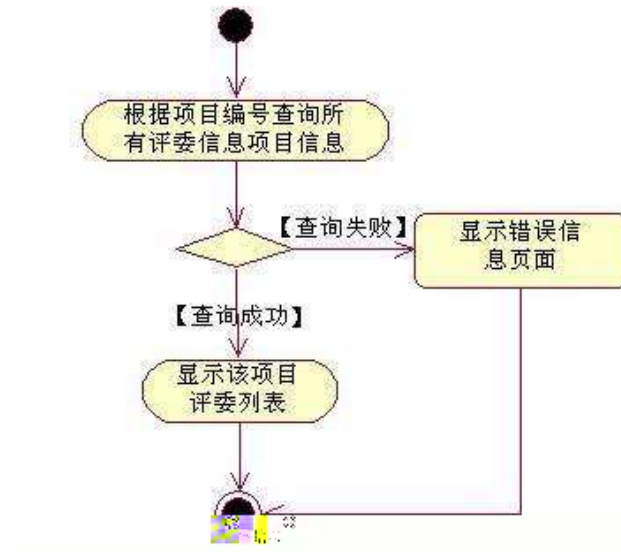 根据项目编号查询所
有评委信息项目信息
【查询失败】
显示错误信
息页面
【查询成功】
显示该项目
评委列表